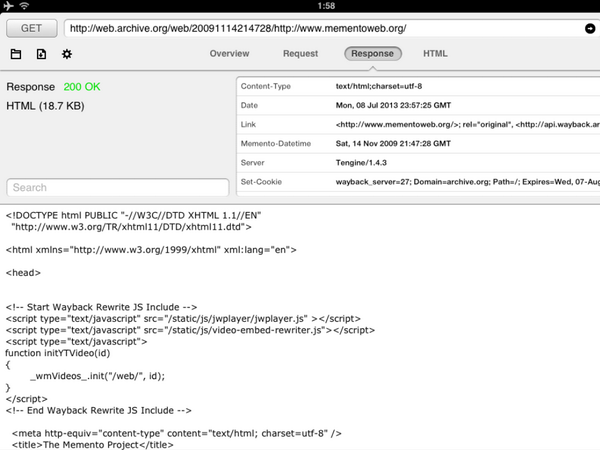 1:58
GET http://web.archive.org/web/20091114214728/http://www.mementoweb.org/
Overview Request Response HTML
Response 200 OK
HTML (18.7 KB)
Search
Content-Type text/html;charset=utf-8
Date Mon, 08 Jul 2013 23:57:25 GMT
Link <http://www.mementoweb.org/>; rel="original", <http://api.wayback.ar
Memento-Datetime Sat, 14 Nov 2009 21:47:28 GMT
Server Tengine/1.4.3
Set-Cookie wayback_server=27; Domain=archive.org; Path=/; Expires=Wed, 07-Aug
<!DOCTYPE html PUBLIC "-//W3C//DTD XHTML 1.1//EN"
"http://www.w3.org/TR/xhtml11/DTD/xhtml11.dtd">
<html xmlns="http://www.w3.org/1999/xhtml" xml:lang="en">
<head>
<!-- Start Wayback Rewrite JS Include -->
<script type="text/javascript" src="/static/js/jwplayer/jwplayer.js" ></script>
<script type="text/javascript" src="/static/js/video-embed-rewriter.js"></script>
<script type="text/javascript">
function initYTVideo(id)
{
_wmVideos_.init("/web/", id);
}
</script>
<!-- End Wayback Rewrite JS Include -->
<meta http-equiv="content-type" content="text/html; charset=utf-8" />
<title>The Memento Project</title>